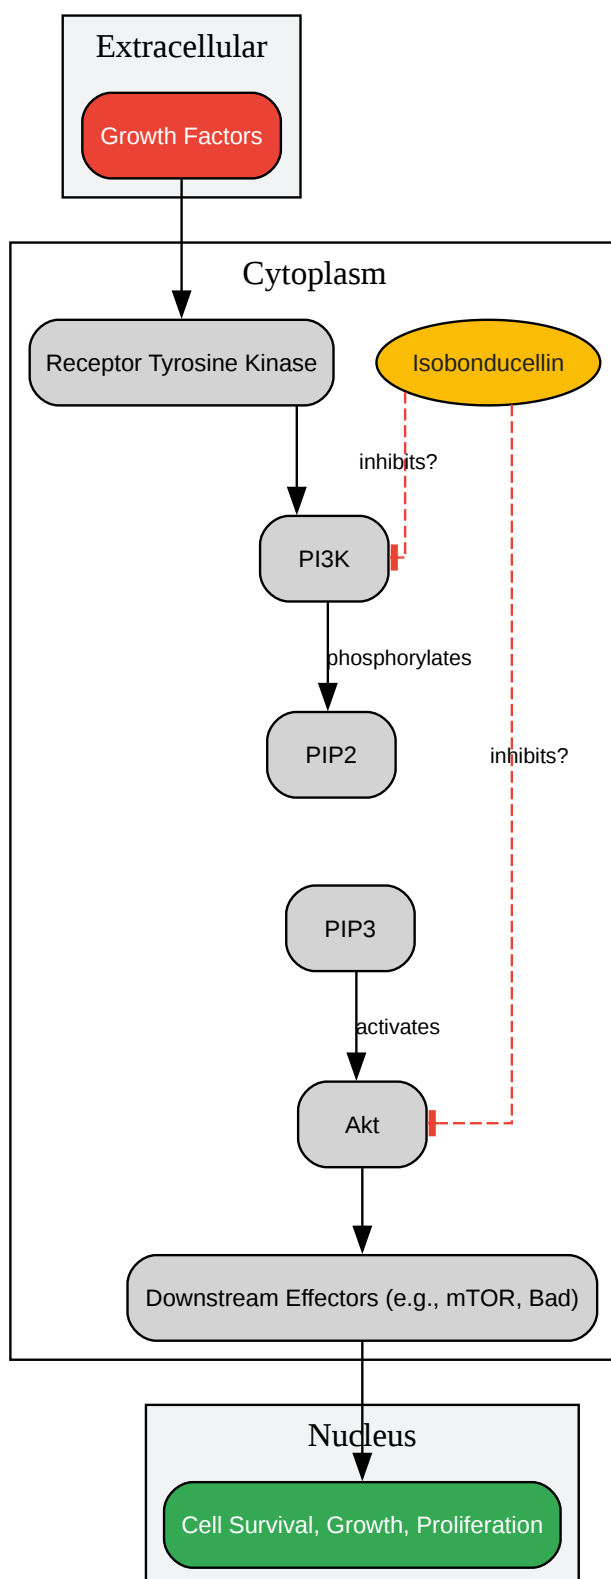 Extracellular
Growth Factors
Cytoplasm
Receptor Tyrosine Kinase
Isobonducellin
inhibits?
PI3K
phosphorylates
PIP2
inhibits?
PIP3
activates
Akt
Downstream Effectors (e.g., mTOR, Bad)
Nucleus
Cell Survival, Growth, Proliferation